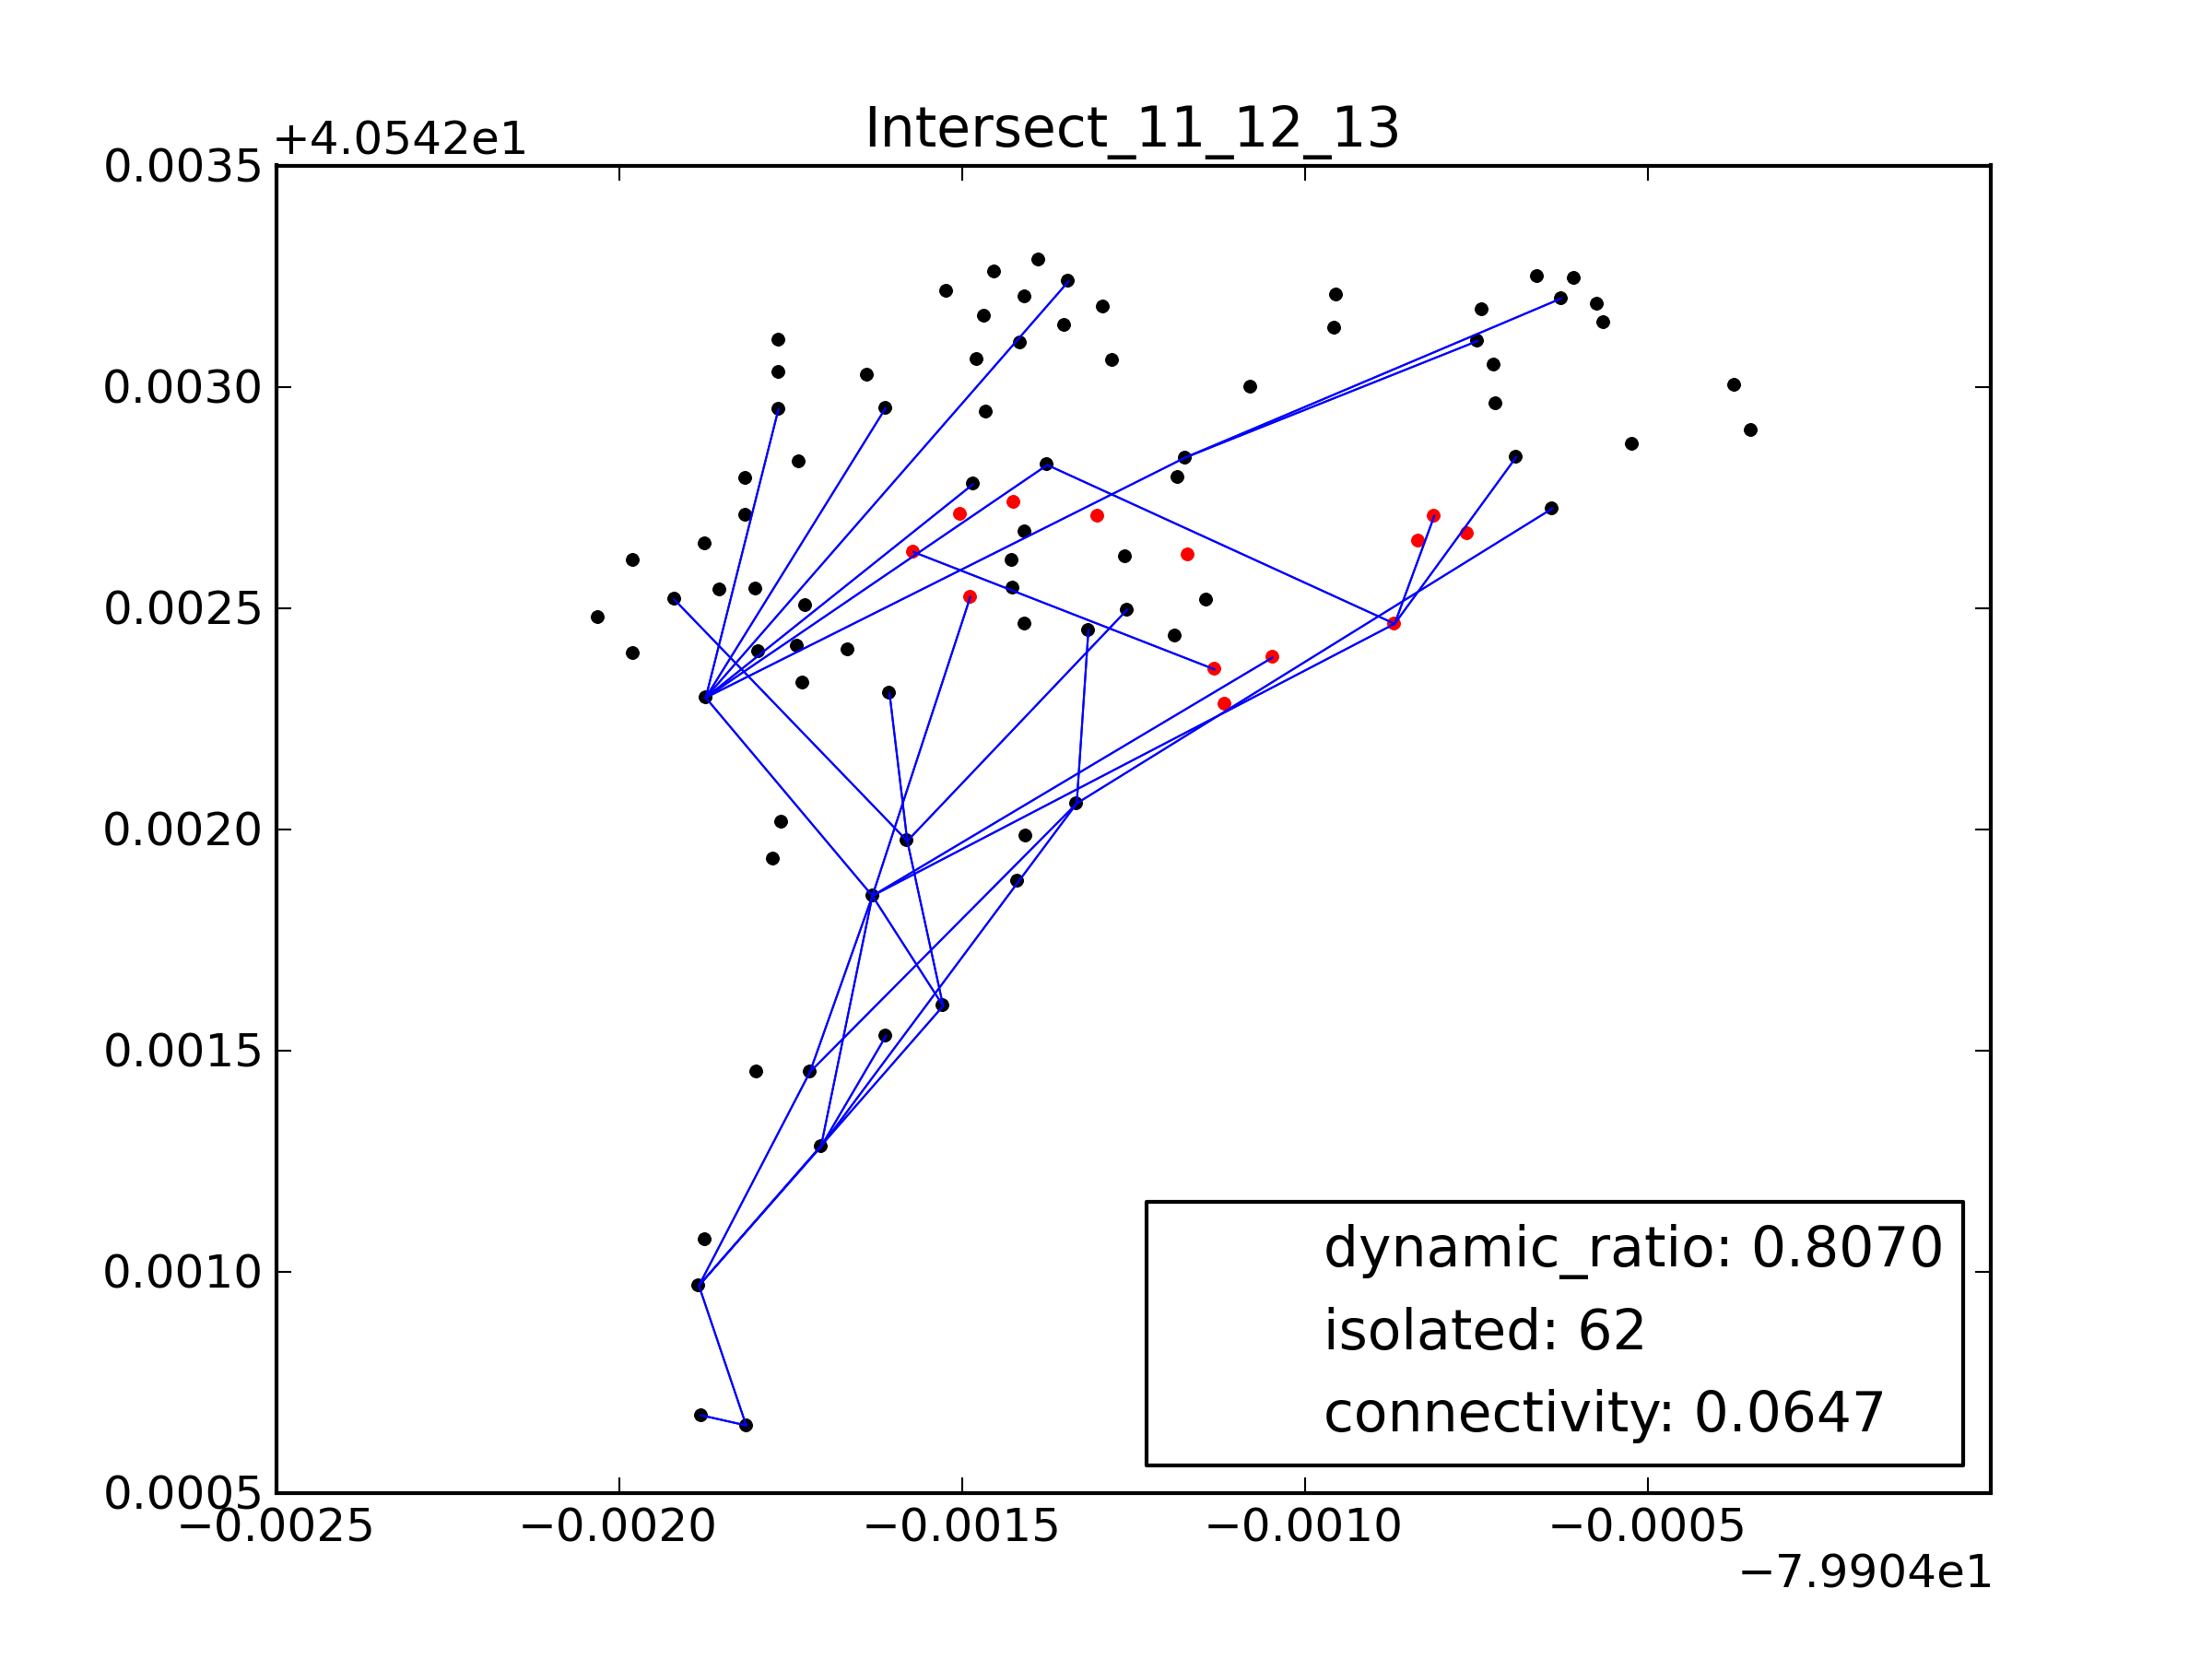 Intersect_11_12_13
+4.0542e1
0.0035
0.0030
0.0025
0.0020
0.0015
0.0010
0.0005
dynamic_ratio: 0.8070
isolated: 62
connectivity: 0.0647
−0.0025 −0.0020 −0.0015 −0.0010 −0.0005
−7.9904e1